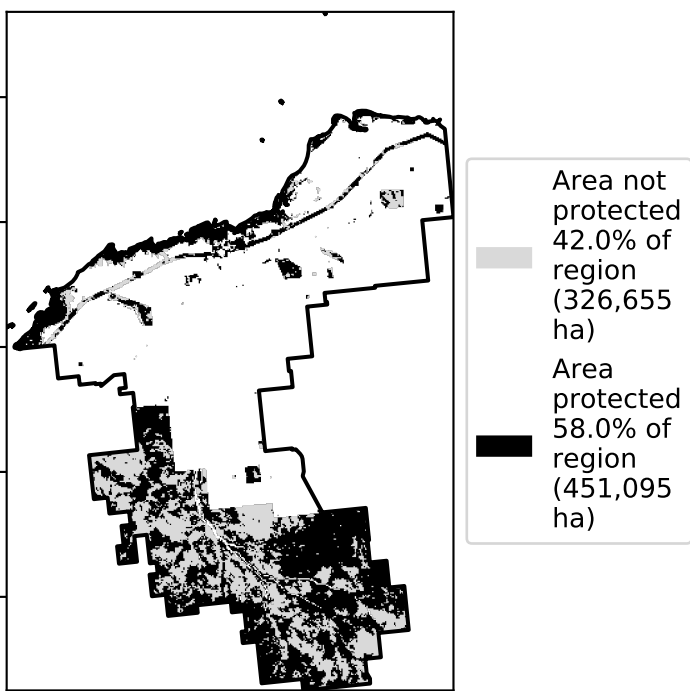 Area not
protected
42.0% of
region
(326,655
ha)
Area
protected
58.0% of
region
(451,095
ha)